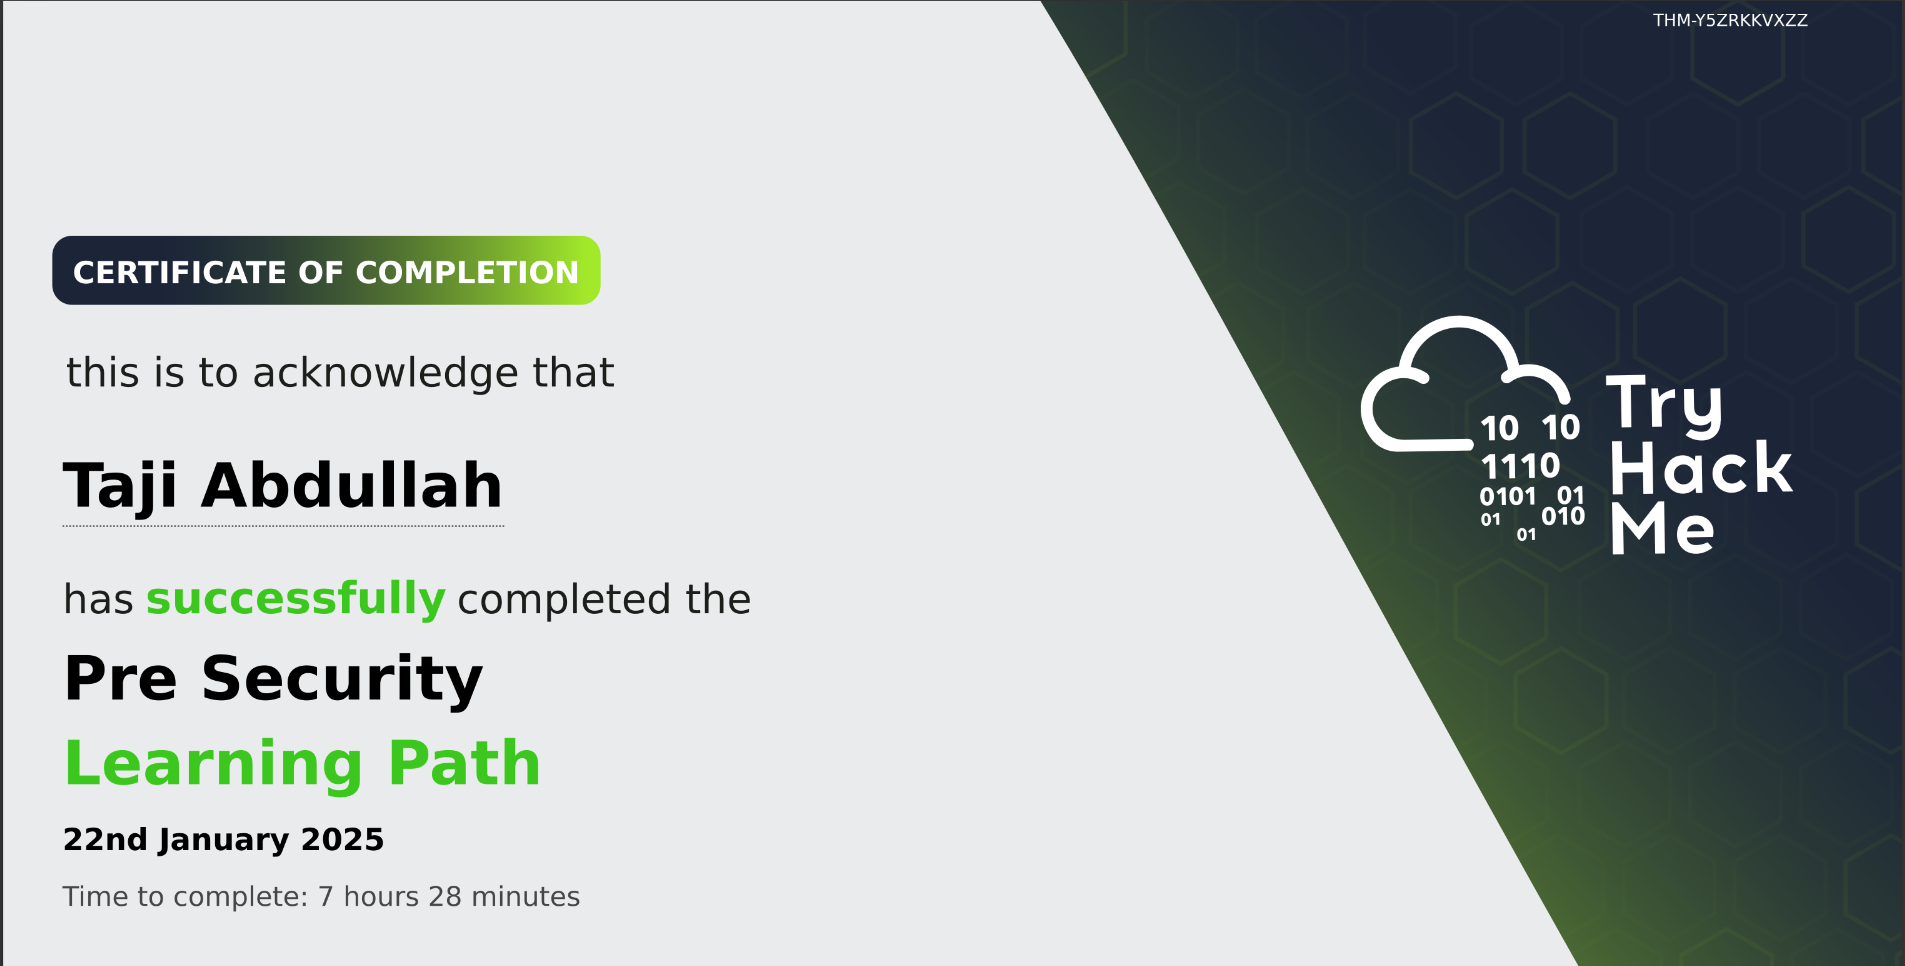 THM-Y5ZRKKVXZZ
CERTIFICATE OF COMPLETION
this is to acknowledge that
Taji Abdullah
has successfully completed the
Pre Security
Learning Path
22nd January 2025
Time to complete: 7 hours 28 minutes
10 10
1110
0101 01
01 010
01
Try
Hack
Me